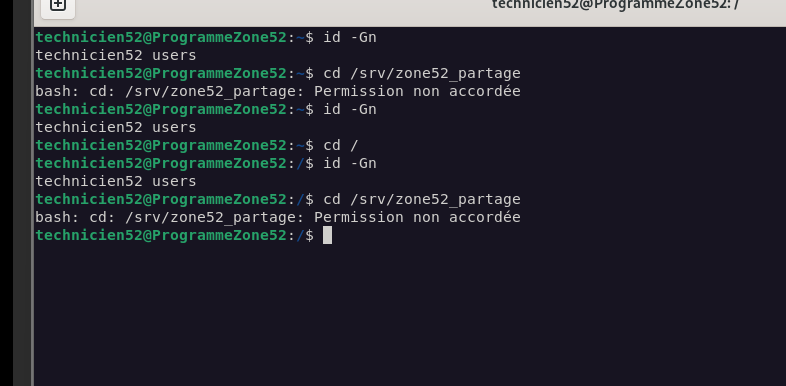 technicien52@ProgrammeZone52: /
technicien52@ProgrammeZone52:~$ id -Gn
technicien52 users
technicien52@ProgrammeZone52:~$ cd /srv/zone52_partage
bash: cd: /srv/zone52_partage: Permission non accordée
technicien52@ProgrammeZone52:~$ id -Gn
technicien52 users
technicien52@ProgrammeZone52:~$ cd /
technicien52@ProgrammeZone52:/$ id -Gn
technicien52 users
technicien52@ProgrammeZone52:/$ cd /srv/zone52_partage
bash: cd: /srv/zone52_partage: Permission non accordée
technicien52@ProgrammeZone52:/$